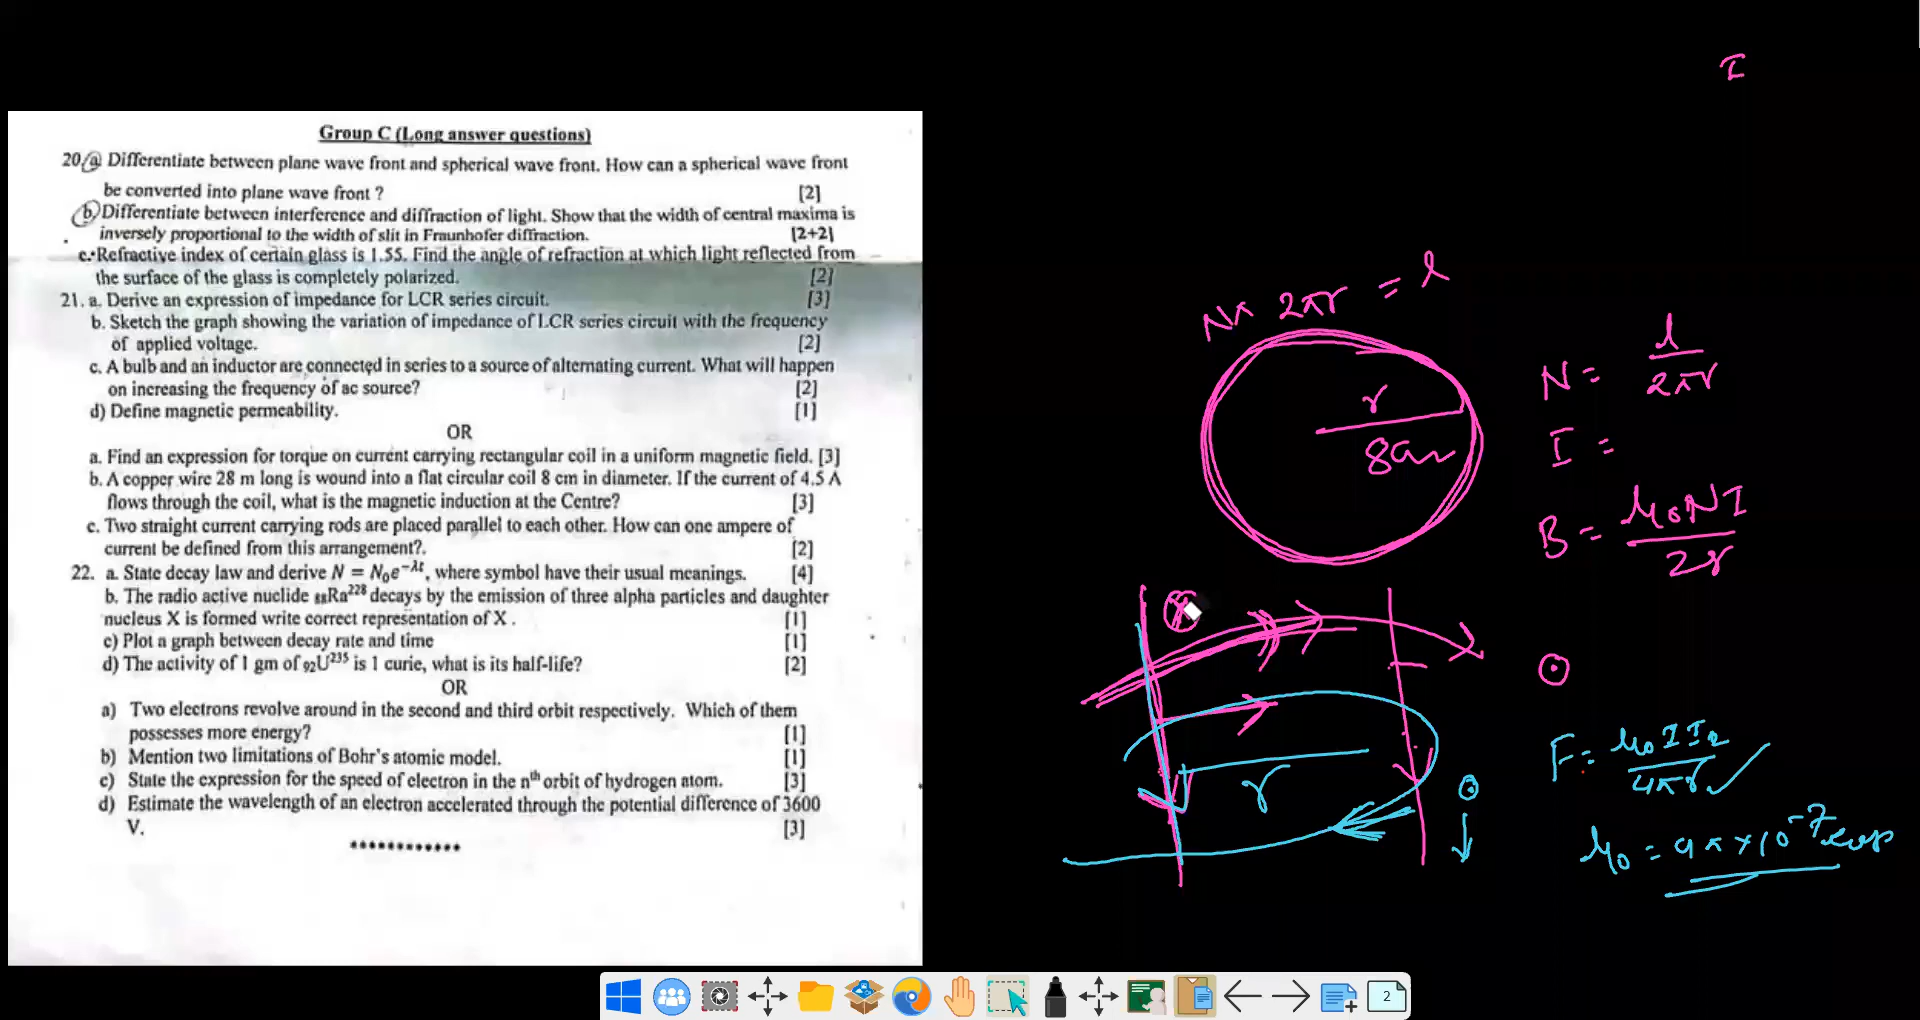 I
Group C (Long answer questions)
20. a) Differentiate between plane wave front and spherical wave front. How can a spherical wave front
be converted into plane wave front ? [2]
b) Differentiate between interference and diffraction of light. Show that the width of central maxima is
inversely proportional to the width of slit in Fraunhofer diffraction. [2+2]
c. Refractive index of certain glass is 1.55. Find the angle of refraction at which light reflected from
the surface of the glass is completely polarized. [2]
21. a. Derive an expression of impedance for LCR series circuit. [3]
b. Sketch the graph showing the variation of impedance of LCR series circuit with the frequency
of applied voltage. [2]
c. A bulb and an inductor are connected in series to a source of alternating current. What will happen
on increasing the frequency of ac source? [2]
d) Define magnetic permeability. [1]
OR
a. Find an expression for torque on current carrying rectangular coil in a uniform magnetic field. [3]
b. A copper wire 28 m long is wound into a flat circular coil 8 cm in diameter. If the current of 4.5 A
flows through the coil, what is the magnetic induction at the Centre? [3]
c. Two straight current carrying rods are placed parallel to each other. How can one ampere of
current be defined from this arrangement?. [2]
22. a. State decay law and derive N = N₀e^{-λt}, where symbol have their usual meanings. [4]
b. The radio active nuclide ₈₈Ra²²⁸ decays by the emission of three alpha particles and daughter
nucleus X is formed write correct representation of X . [1]
c) Plot a graph between decay rate and time [1]
d) The activity of 1 gm of ₉₂U²³⁵ is 1 curie, what is its half-life? [2]
OR
a) Two electrons revolve around in the second and third orbit respectively. Which of them
possesses more energy? [1]
b) Mention two limitations of Bohr's atomic model. [1]
c) State the expression for the speed of electron in the nᵗʰ orbit of hydrogen atom. [3]
d) Estimate the wavelength of an electron accelerated through the potential difference of 3600
V. [3]
************
N× 2πr = l
r
8cm
N = l/2πr
I =
B = μ₀NI/2r
r
F = μ₀II₂/4πr
μ₀ = 4π×10⁻⁷
2